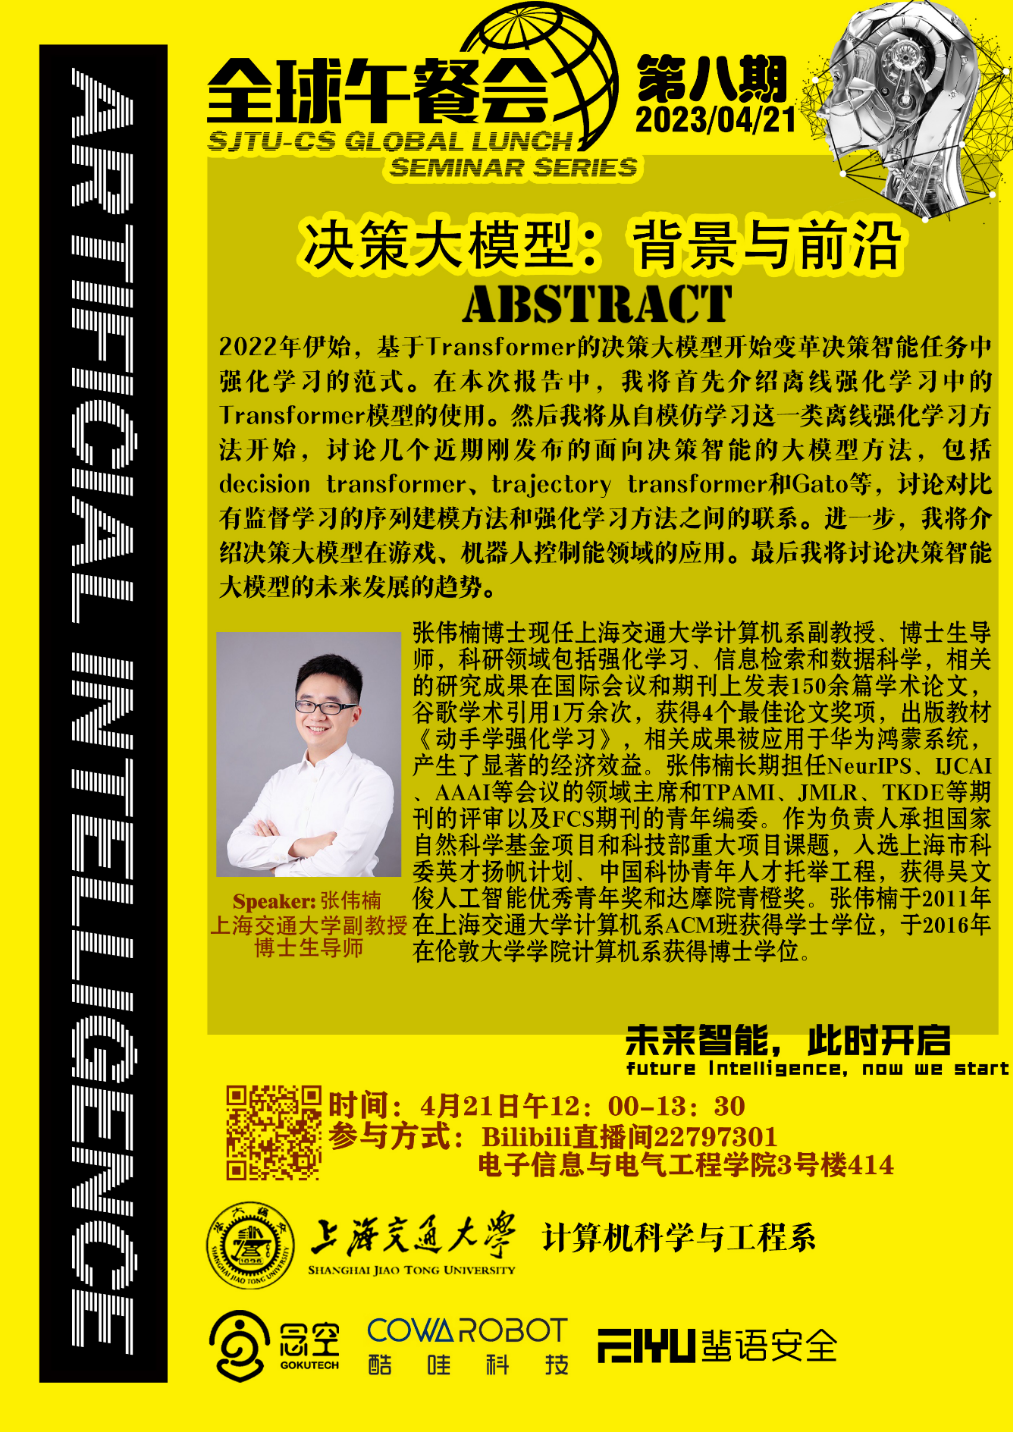 ARTIFICIAL INTELLIGENCE
全球午餐会
SJTU-CS GLOBAL LUNCH
SEMINAR SERIES
第八期
2023/04/21
决策大模型：背景与前沿
ABSTRACT
2022年伊始，基于Transformer的决策大模型开始变革决策智能任务中
强化学习的范式。在本次报告中，我将首先介绍离线强化学习中的
Transformer模型的使用。然后我将从自模仿学习这一类离线强化学习方
法开始，讨论几个近期刚发布的面向决策智能的大模型方法，包括
decision transformer、trajectory transformer和Gato等，讨论对比
有监督学习的序列建模方法和强化学习方法之间的联系。进一步，我将介
绍决策大模型在游戏、机器人控制能领域的应用。最后我将讨论决策智能
大模型的未来发展的趋势。
张伟楠博士现任上海交通大学计算机系副教授、博士生导
师，科研领域包括强化学习、信息检索和数据科学，相关
的研究成果在国际会议和期刊上发表150余篇学术论文，
谷歌学术引用1万余次，获得4个最佳论文奖项，出版教材
《动手学强化学习》，相关成果被应用于华为鸿蒙系统，
产生了显著的经济效益。张伟楠长期担任NeurIPS、IJCAI
、AAAI等会议的领域主席和TPAMI、JMLR、TKDE等期
刊的评审以及FCS期刊的青年编委。作为负责人承担国家
自然科学基金项目和科技部重大项目课题，入选上海市科
委英才扬帆计划、中国科协青年人才托举工程，获得吴文
俊人工智能优秀青年奖和达摩院青橙奖。张伟楠于2011年
在上海交通大学计算机系ACM班获得学士学位，于2016年
在伦敦大学学院计算机系获得博士学位。
Speaker: 张伟楠
上海交通大学副教授
博士生导师
未来智能，此时开启
future Intelligence, now we start
时间：4月21日午12：00-13：30
参与方式：Bilibili直播间22797301
电子信息与电气工程学院3号楼414
上海交通大学
SHANGHAI JIAO TONG UNIVERSITY
计算机科学与工程系
SHANGHAI JIAO TONG UNIVERSITY
1896
念空
GOKUTECH
COWAROBOT
酷哇科技
FEIYU 蜚语安全